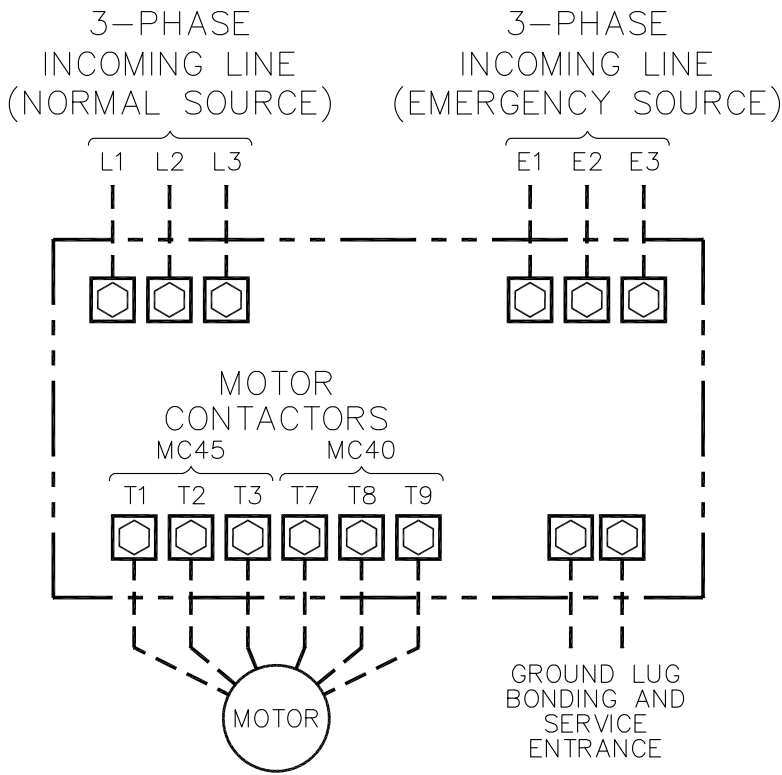 3-PHASE
INCOMING LINE
(NORMAL SOURCE)
3-PHASE
INCOMING LINE
(EMERGENCY SOURCE)
L1 L2 L3
E1 E2 E3
MOTOR
CONTACTORS
MC45 MC40
T1 T2 T3 T7 T8 T9
MOTOR
GROUND LUG
BONDING AND
SERVICE
ENTRANCE